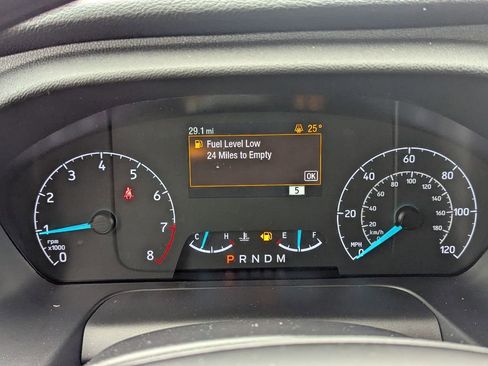 29.1 mi 25°
Fuel Level Low
24 Miles to Empty
OK
5
0 1 2 3 4 5 6 7 8
rpm
x1000
C H E F
P R N D M
0 20 40 60 80 100 120
MPH
0 20 40 60 80 100 120 140 160 180
km/h